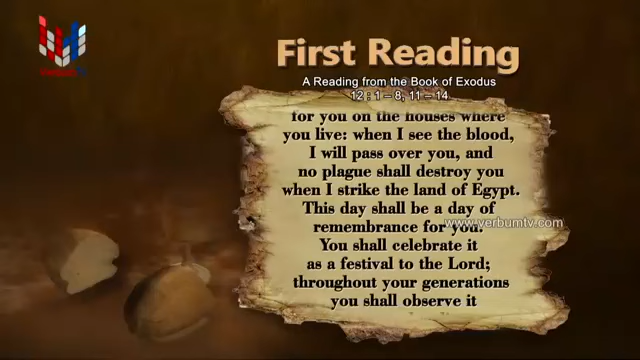 VerbumTV
First Reading
A Reading from the Book of Exodus
12 : 1 – 8, 11 – 14
for you on the houses where
you live: when I see the blood,
I will pass over you, and
no plague shall destroy you
when I strike the land of Egypt.
This day shall be a day of
remembrance for you.
www.verbumtv.com
You shall celebrate it
as a festival to the Lord;
throughout your generations
you shall observe it